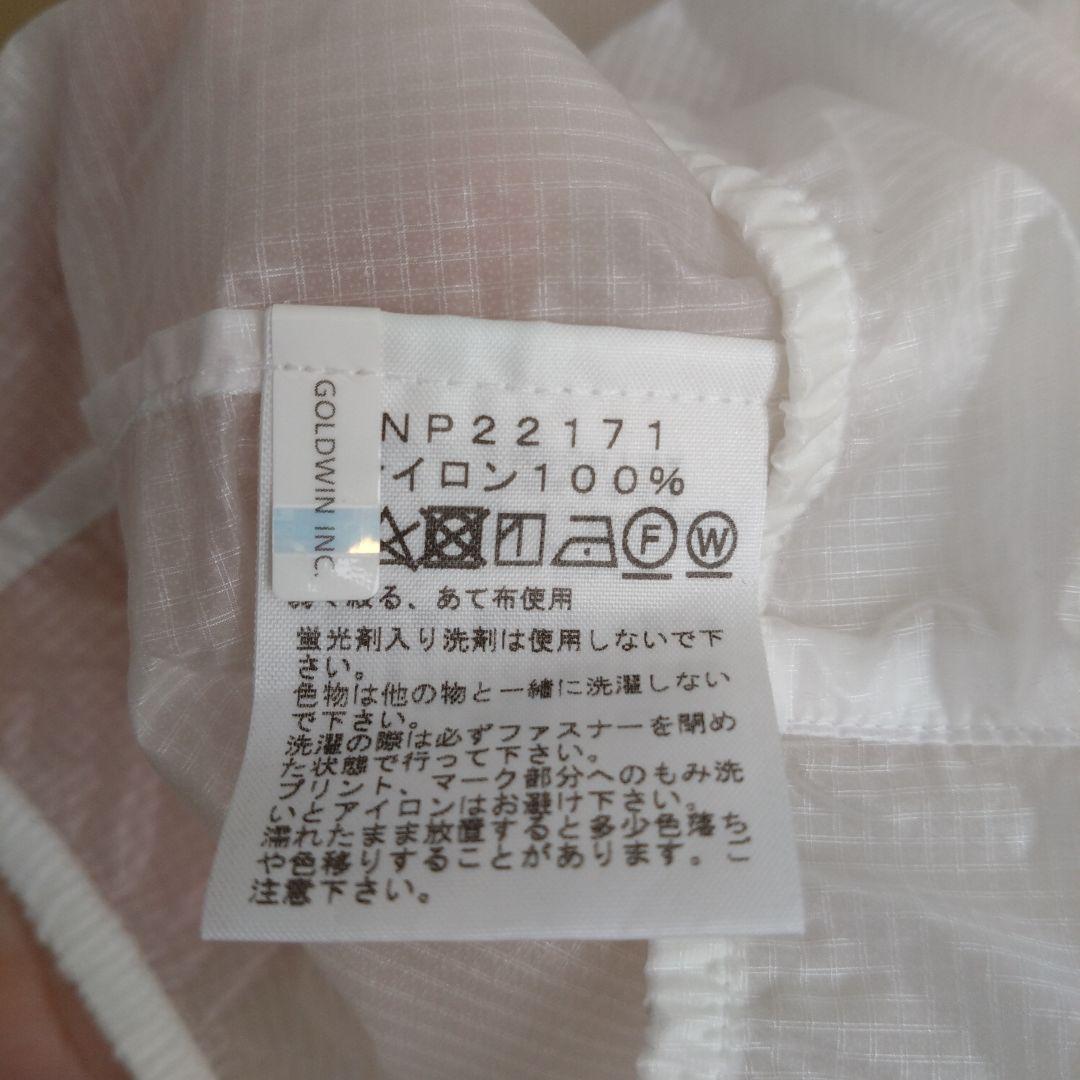 GOLDWIN INC.
NP22171
イロン100%
F W
絞る、あて布使用
蛍光剤入り洗剤は使用しないで下
さい。
色物は他の物と一緒に洗濯しない
で下さい。
洗濯の際は必ずファスナーを閉め
た状態で行って下さい。
プリント、マーク部分へのもみ洗
いとアイロンはお避け下さい。
濡れたまま放置すると多少色落ち
や色移りすることがあります。ご
注意下さい。